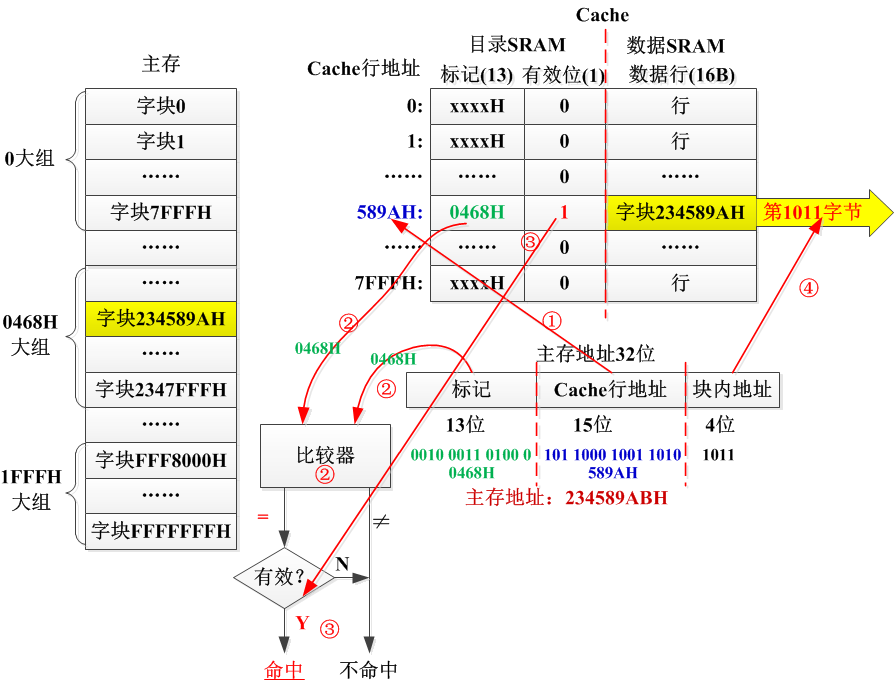 Cache
目录SRAM
数据SRAM
主存
Cache行地址
标记(13)
有效位(1)
数据行(16B)
字块0
0:
xxxxH
0
行
0大组
字块1
1:
xxxxH
0
行
······
······
······
0
······
字块7FFFH
589AH:
0468H
1
字块234589AH
第1011字节
······
······
······
③
0
······
······
7FFFH:
xxxxH
0
行
④
0468H
大组
字块234589AH
②
①
······
0468H
0468H
主存地址32位
字块2347FFFH
②
标记
Cache行地址
块内地址
······
13位
15位
4位
1FFFH
大组
字块FFF8000H
比较器
②
0010 0011 0100 0
101 1000 1001 1010
1011
0468H
589AH
······
主存地址：234589ABH
字块FFFFFFFH
=
≠
有效?
N
Y
③
命中
不命中